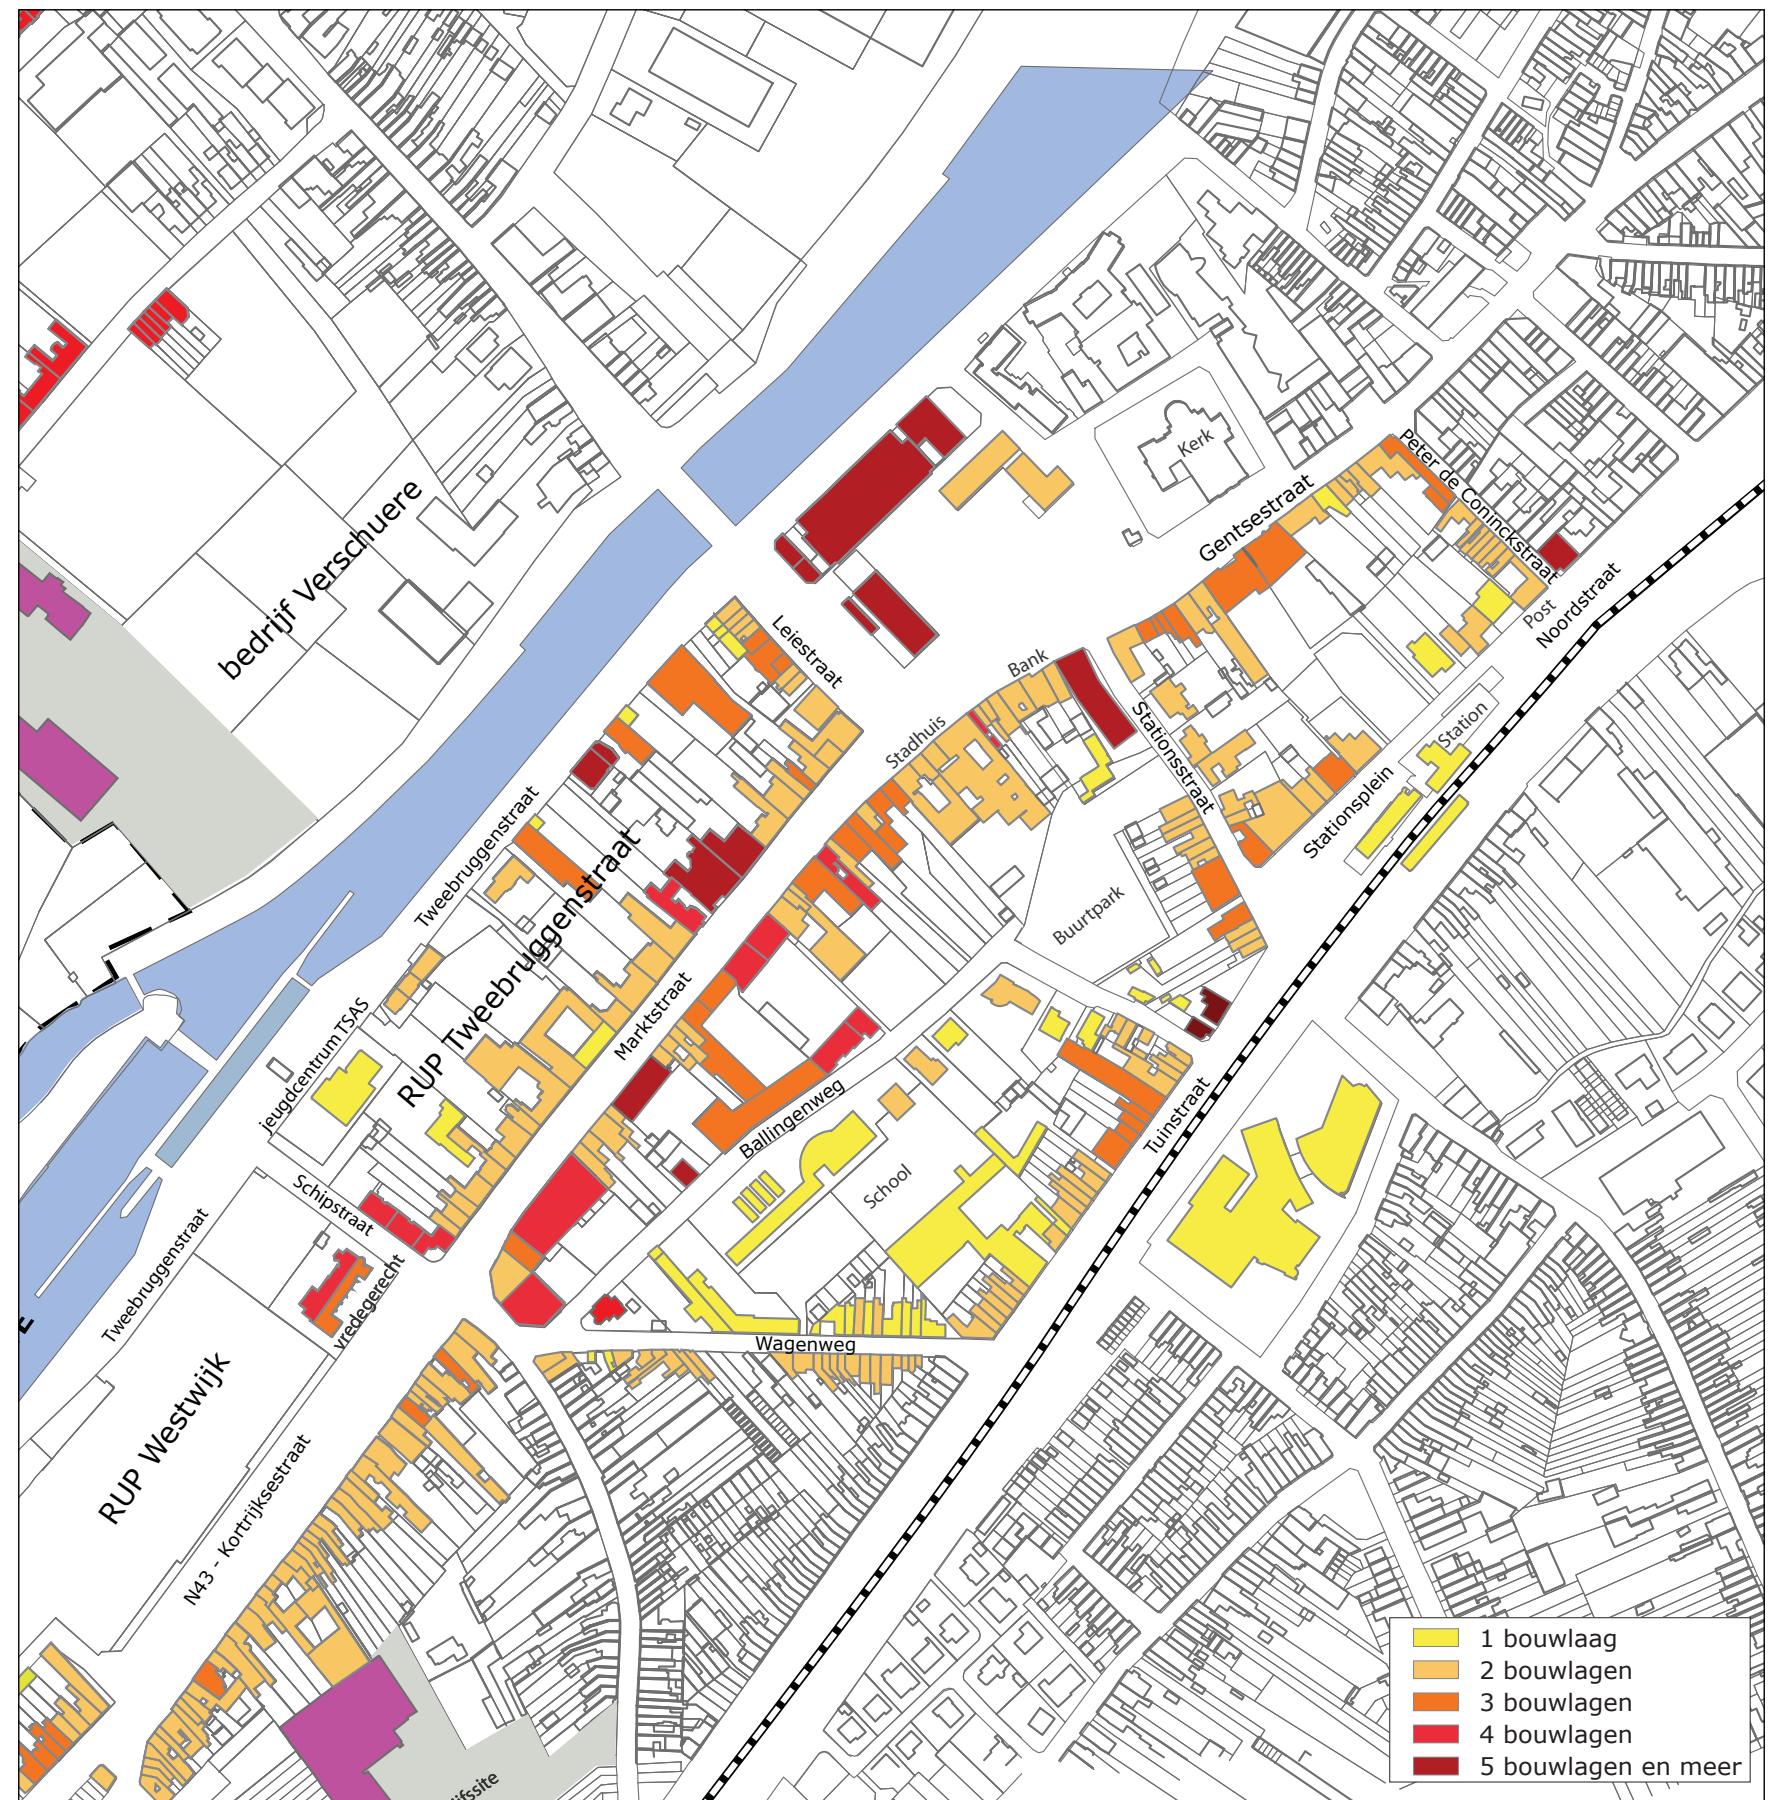 Kerk
Peter de Coninckstraat
Gentsestraat
bedrijf Verschuere
Post
Noordstraat
Leiestraat
Bank
Stadhuis
Stationsstraat
Station
Stationsplein
Tweebruggenstraat
RUP Tweebruggenstraat
Buurtpark
Marktstraat
jeugdcentrum TSAS
Ballingenweg
Tuinstraat
School
Schipstraat
Tweebruggenstraat
vredegerecht
E
Wagenweg
RUP Westwijk
N43 - Kortrijksestraat
ifssite
1 bouwlaag
2 bouwlagen
3 bouwlagen
4 bouwlagen
5 bouwlagen en meer